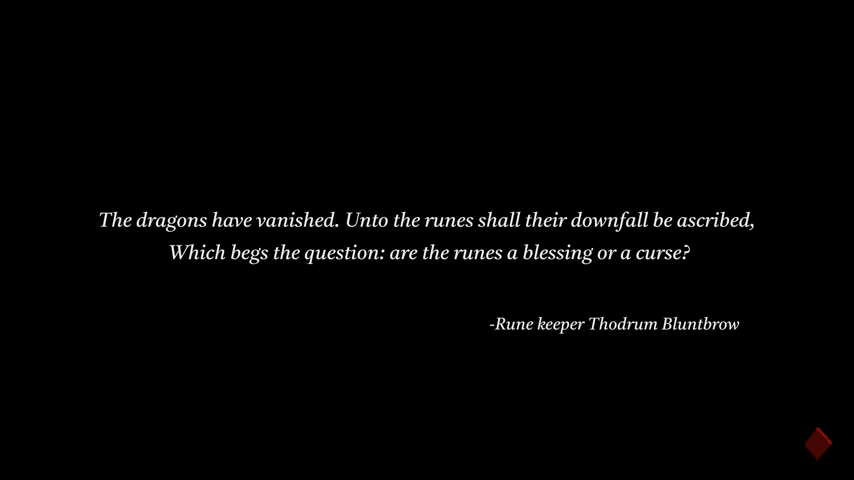 The dragons have vanished. Unto the runes shall their downfall be ascribed,
Which begs the question: are the runes a blessing or a curse?
-Rune keeper Thodrum Bluntbrow